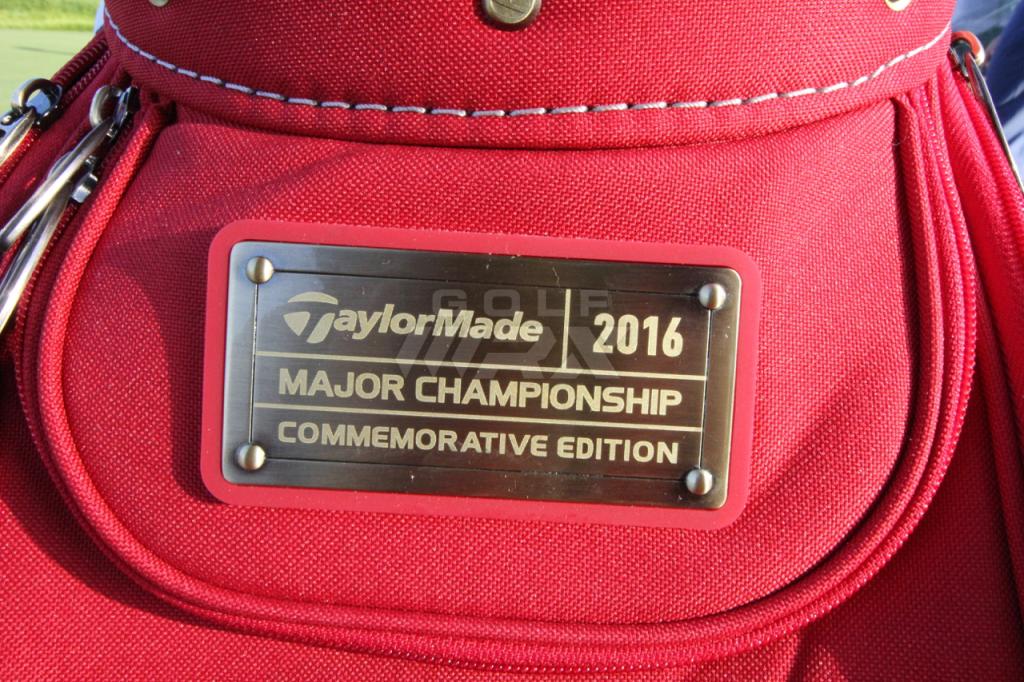 TaylorMade 2016
MAJOR CHAMPIONSHIP
COMMEMORATIVE EDITION
GOLF
WRX